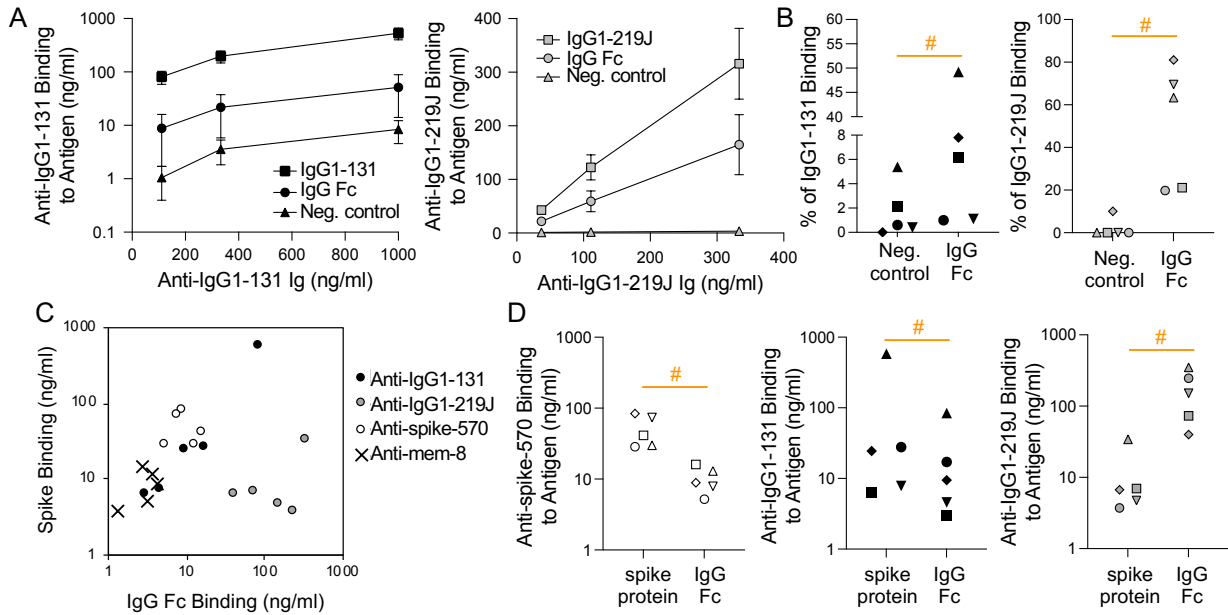 A
Anti-IgG1-131 Binding
to Antigen (ng/ml)
1000
100
10
1
0.1
IgG1-131
IgG Fc
Neg. control
0 200 400 600 800 1000
Anti-IgG1-131 Ig (ng/ml)
Anti-IgG1-219J Binding
to Antigen (ng/ml)
400
300
200
100
0
IgG1-219J
IgG Fc
Neg. control
0 100 200 300 400
Anti-IgG1-219J Ig (ng/ml)
B
% of IgG1-131 Binding
60
55
50
45
40
35
30
8
6
4
2
0
#
Neg.
control
IgG
Fc
% of IgG1-219J Binding
100
80
60
40
20
0
#
Neg.
control
IgG
Fc
C
Spike Binding (ng/ml)
1000
100
10
1
1 10 100 1000
IgG Fc Binding (ng/ml)
Anti-IgG1-131
Anti-IgG1-219J
Anti-spike-570
Anti-mem-8
D
Anti-spike-570 Binding
to Antigen (ng/ml)
1000
100
10
1
#
spike
protein
IgG
Fc
Anti-IgG1-131 Binding
to Antigen (ng/ml)
1000
100
10
1
#
spike
protein
IgG
Fc
Anti-IgG1-219J Binding
to Antigen (ng/ml)
1000
100
10
1
#
spike
protein
IgG
Fc